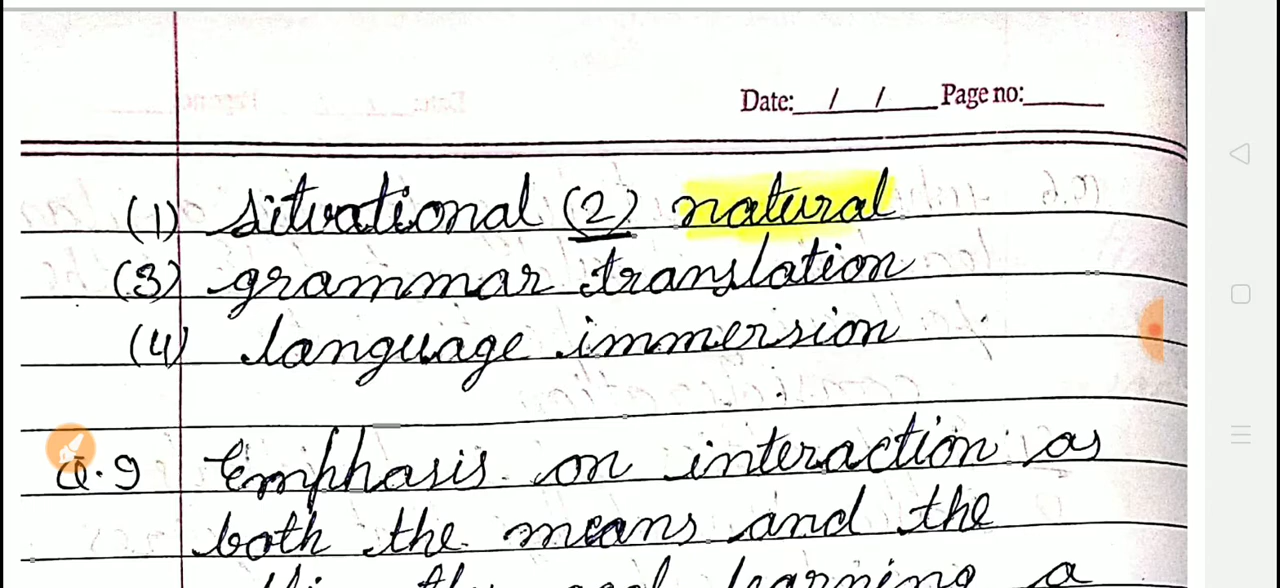 Date: / / Page no:
(1) situational (2) natural
(3) grammar translation
(4) language immersion
Q.9 Emphasis on interaction as
both the means and the
learning a